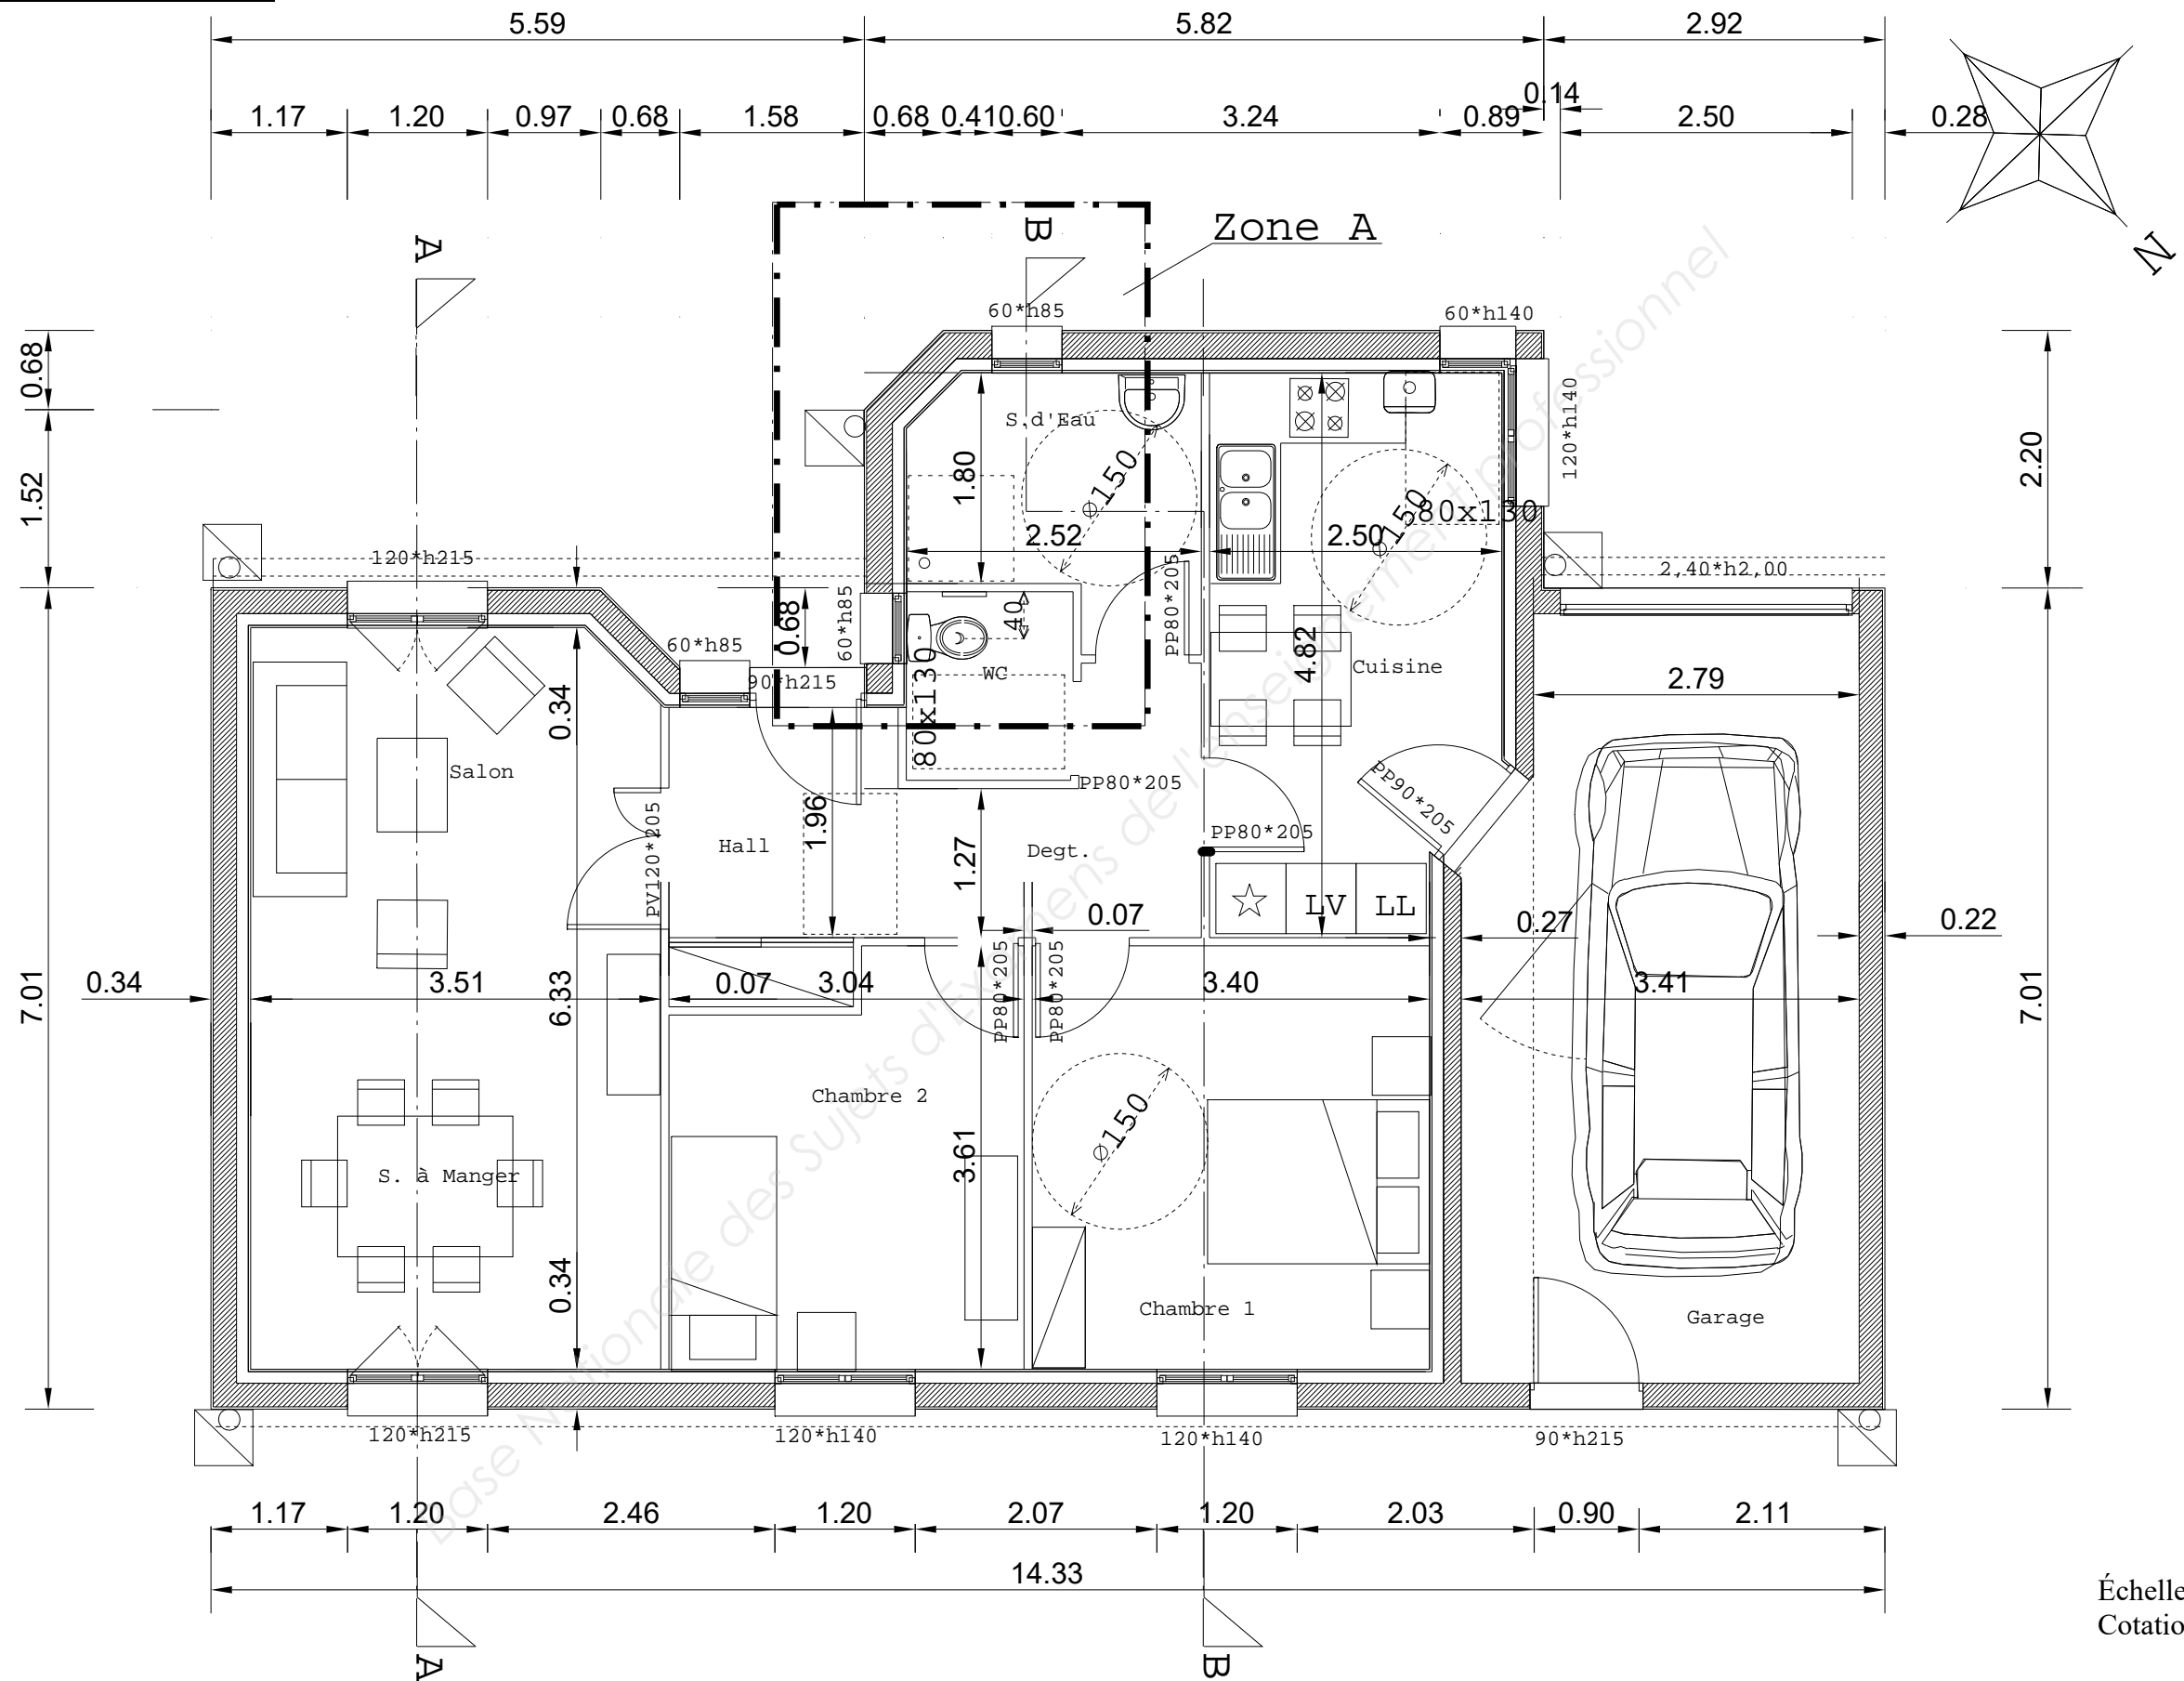 5.59 5.82 2.92
0.14
1.17 1.20 0.97 0.68 1.58 0.68 0.41 0.60 3.24 0.89 2.50 0.28
N
A
B
Zone A
60*h85
60*h140
0.68
120*h140
S.d'Eau
1.80
ø150
ø150
80x130
1.52
2.20
2.52
2.50
120*h215
PP80*205
2,40*h2,00
60*h85
0.68
40
60*h85
90*h215
WC
80x130
4.82
Cuisine
2.79
0.34
Salon
PP80*205
PP90*205
PV120*205
1.96
PP80*205
Hall
1.27
Degt.
LV
LL
0.07
0.27
0.22
7.01
0.34
3.51
6.33
0.07
3.04
PP80*205
PP80*205
3.40
3.41
7.01
Chambre 2
ø150
3.61
S. à Manger
0.34
Chambre 1
Garage
120*h215
120*h140
120*h140
90*h215
1.17 1.20 2.46 1.20 2.07 1.20 2.03 0.90 2.11
14.33
A
B
Échelle
Cotatio
Base Nationale des Sujets d'Examens de l'enseignement professionnel